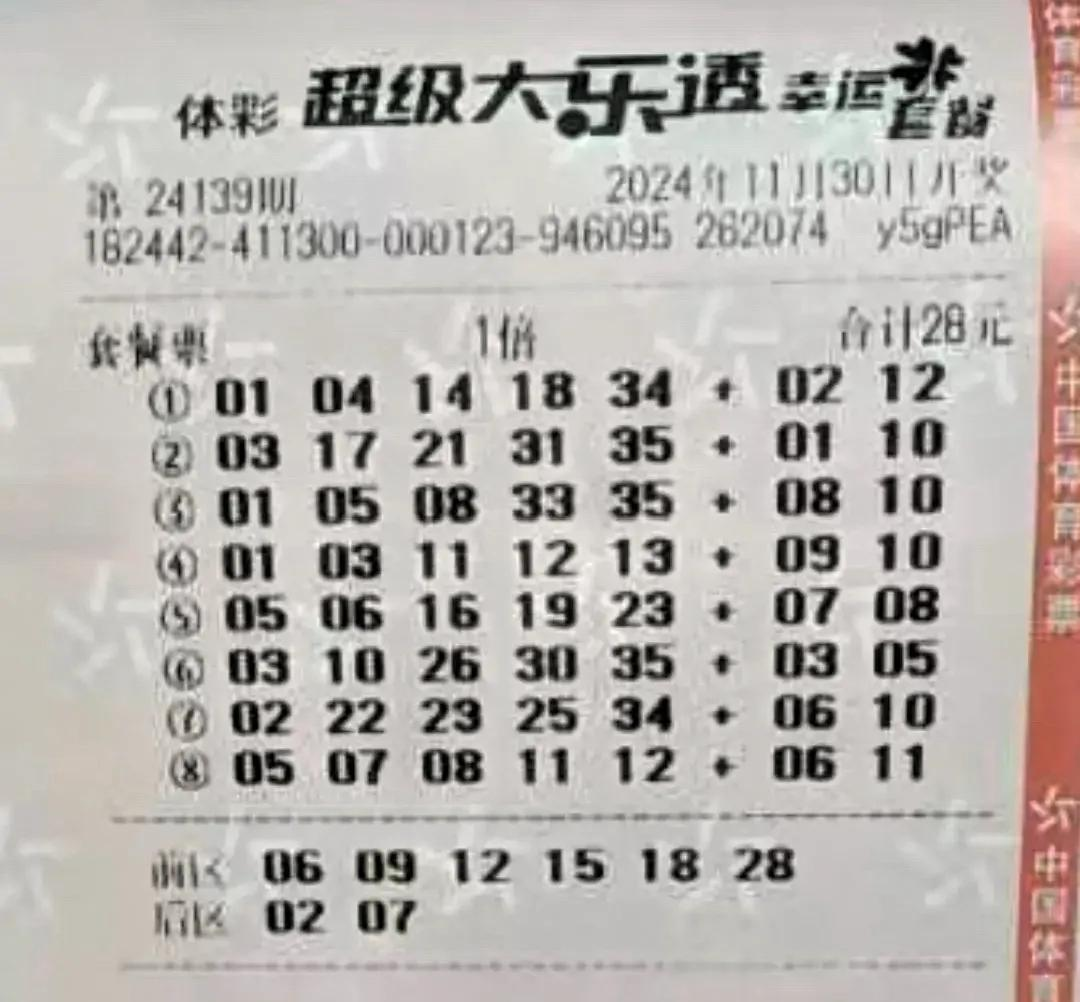 体彩 超级大乐透 幸运套餐
第 24139期 2024年11月30日开奖
182442-411300-000123-946095 262074 y5gPEA
套餐票 1倍 合计28元
① 01 04 14 18 34 + 02 12
② 03 17 21 31 35 + 01 10
③ 01 05 08 33 35 + 08 10
④ 01 03 11 12 13 + 09 10
⑤ 05 06 16 19 23 + 07 08
⑥ 03 10 26 30 35 + 03 05
⑦ 02 22 23 25 34 + 06 10
⑧ 05 07 08 11 12 + 06 11
前区 06 09 12 15 18 28
后区 02 07
体育彩
中国体育彩票
中国体育